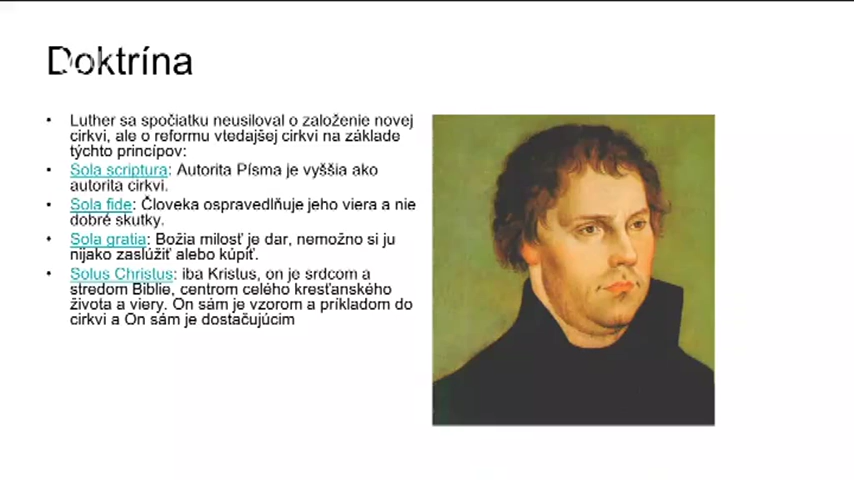 Doktrína
• Luther sa spočiatku neusiloval o založenie novej
cirkvi, ale o reformu vtedajšej cirkvi na základe
týchto princípov:
• Sola scriptura: Autorita Písma je vyššia ako
autorita cirkvi.
• Sola fide: Človeka ospravedlňuje jeho viera a nie
dobré skutky.
• Sola gratia: Božia milosť je dar, nemožno si ju
nijako zaslúžiť alebo kúpiť.
• Solus Christus: iba Kristus, on je srdcom a
stredom Biblie, centrom celého kresťanského
života a viery. On sám je vzorom a príkladom do
cirkvi a On sám je dostačujúcim